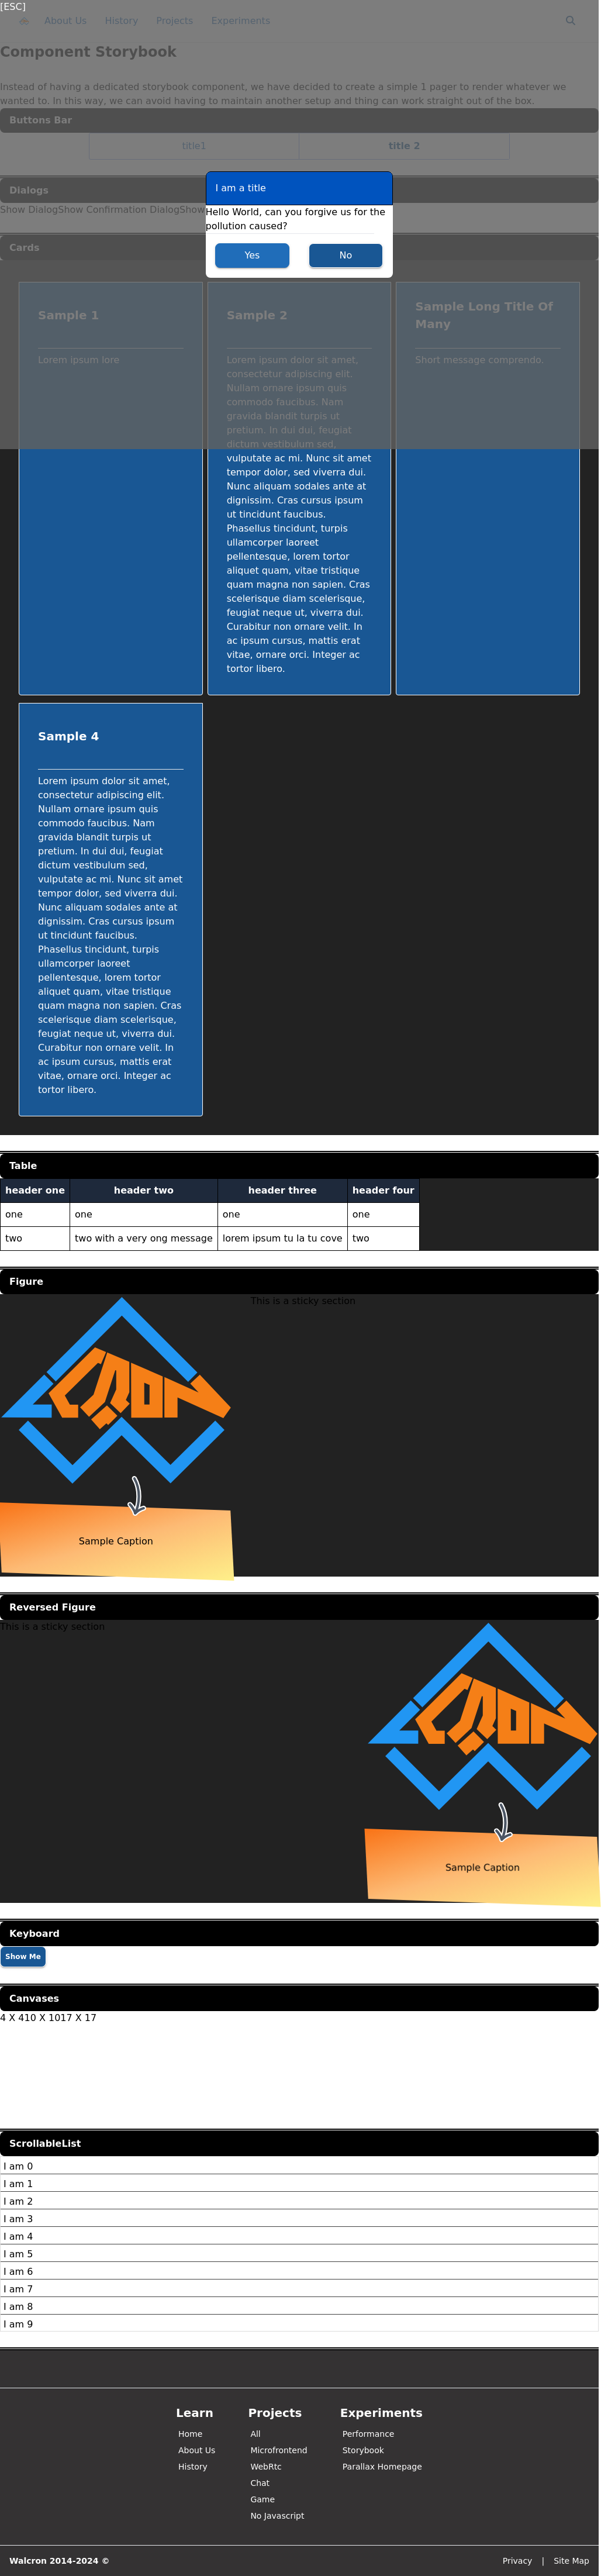 [ESC]
About Us History Projects Experiments
Component Storybook
Instead of having a dedicated storybook component, we have decided to create a simple 1 pager to render whatever we
wanted to. In this way, we can avoid having to maintain another setup and thing can work straight out of the box.
Buttons Bar
title1 title 2
Dialogs
Show DialogShow Confirmation DialogShow
I am a title
Hello World, can you forgive us for the
pollution caused?
Yes No
Cards
Sample 1
Lorem ipsum lore
Sample 2
Lorem ipsum dolor sit amet,
consectetur adipiscing elit.
Nullam ornare ipsum quis
commodo faucibus. Nam
gravida blandit turpis ut
pretium. In dui dui, feugiat
dictum vestibulum sed,
vulputate ac mi. Nunc sit amet
tempor dolor, sed viverra dui.
Nunc aliquam sodales ante at
dignissim. Cras cursus ipsum
ut tincidunt faucibus.
Phasellus tincidunt, turpis
ullamcorper laoreet
pellentesque, lorem tortor
aliquet quam, vitae tristique
quam magna non sapien. Cras
scelerisque diam scelerisque,
feugiat neque ut, viverra dui.
Curabitur non ornare velit. In
ac ipsum cursus, mattis erat
vitae, ornare orci. Integer ac
tortor libero.
Sample Long Title Of
Many
Short message comprendo.
Sample 4
Lorem ipsum dolor sit amet,
consectetur adipiscing elit.
Nullam ornare ipsum quis
commodo faucibus. Nam
gravida blandit turpis ut
pretium. In dui dui, feugiat
dictum vestibulum sed,
vulputate ac mi. Nunc sit amet
tempor dolor, sed viverra dui.
Nunc aliquam sodales ante at
dignissim. Cras cursus ipsum
ut tincidunt faucibus.
Phasellus tincidunt, turpis
ullamcorper laoreet
pellentesque, lorem tortor
aliquet quam, vitae tristique
quam magna non sapien. Cras
scelerisque diam scelerisque,
feugiat neque ut, viverra dui.
Curabitur non ornare velit. In
ac ipsum cursus, mattis erat
vitae, ornare orci. Integer ac
tortor libero.
Table
header one header two header three header four
one one one one
two two with a very ong message lorem ipsum tu la tu cove two
Figure
This is a sticky section
Sample Caption
Reversed Figure
This is a sticky section
Sample Caption
Keyboard
Show Me
Canvases
4 X 410 X 1017 X 17
ScrollableList
I am 0
I am 1
I am 2
I am 3
I am 4
I am 5
I am 6
I am 7
I am 8
I am 9
Learn
Home
About Us
History
Projects
All
Microfrontend
WebRtc
Chat
Game
No Javascript
Experiments
Performance
Storybook
Parallax Homepage
Walcron 2014-2024 ©
Privacy | Site Map